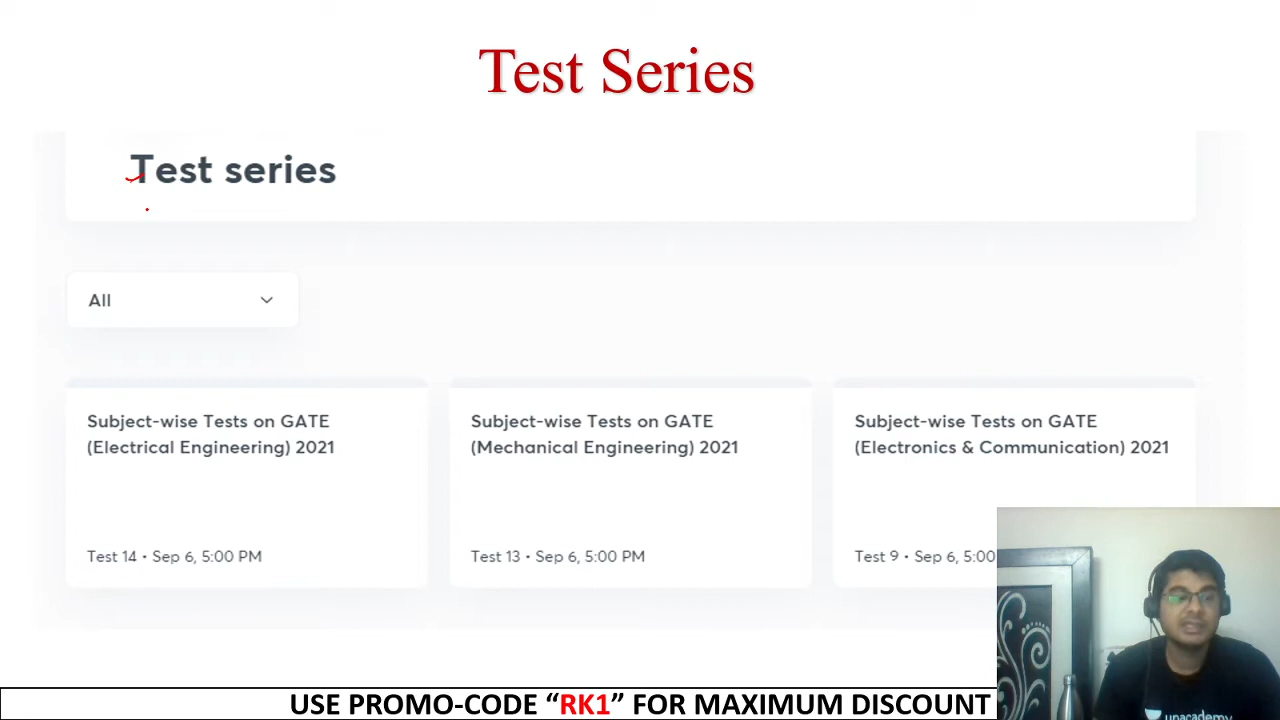 Test Series
Test series
All
Subject-wise Tests on GATE
(Electrical Engineering) 2021
Test 14 • Sep 6, 5:00 PM
Subject-wise Tests on GATE
(Mechanical Engineering) 2021
Test 13 • Sep 6, 5:00 PM
Subject-wise Tests on GATE
(Electronics & Communication) 2021
Test 9 • Sep 6, 5:00
unacademy
USE PROMO-CODE “RK1” FOR MAXIMUM DISCOUNT